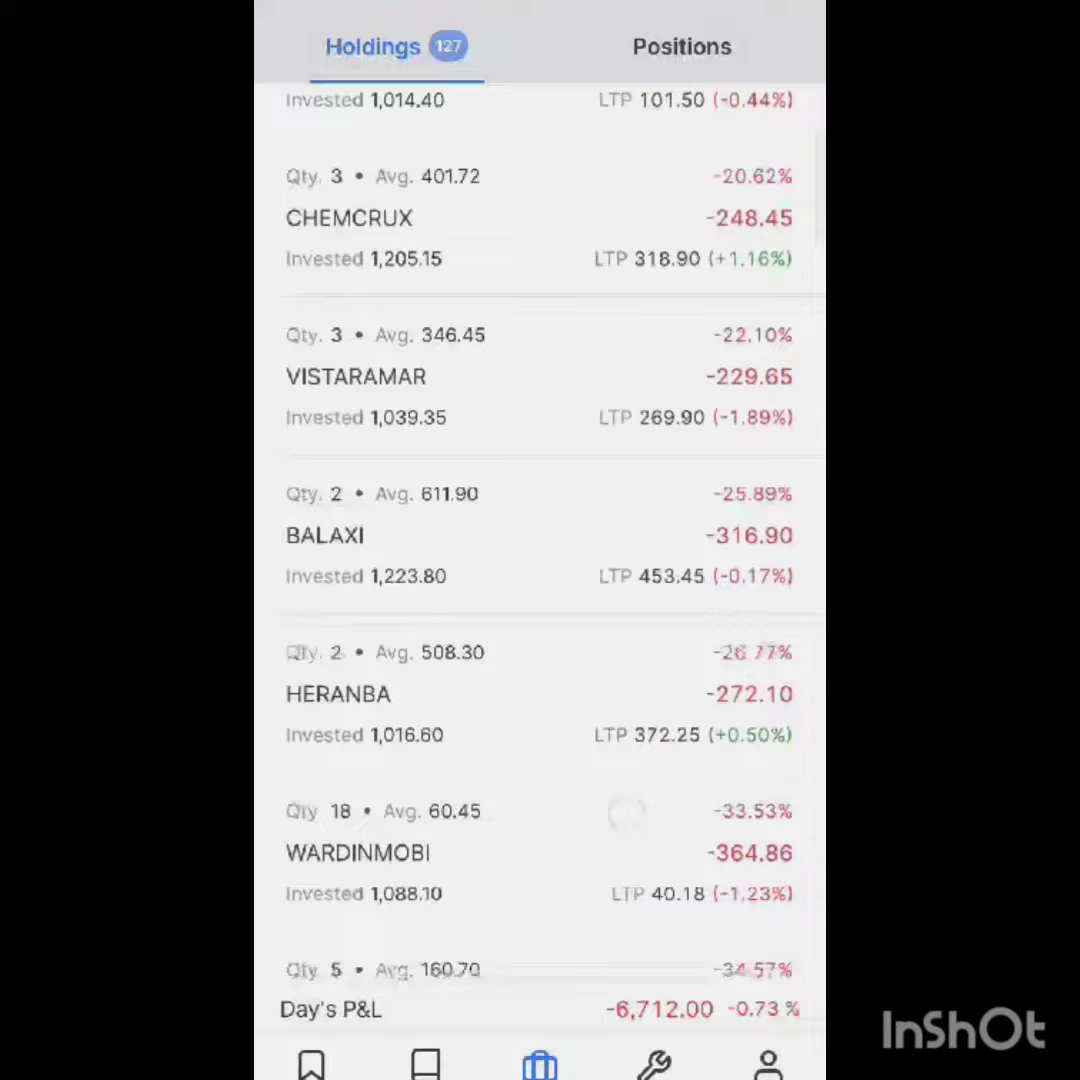 Holdings 127 Positions
Invested 1,014.40 LTP 101.50 (-0.44%)
Qty. 3 • Avg. 401.72 -20.62%
CHEMCRUX -248.45
Invested 1,205.15 LTP 318.90 (+1.16%)
Qty. 3 • Avg. 346.45 -22.10%
VISTARAMAR -229.65
Invested 1,039.35 LTP 269.90 (-1.89%)
Qty. 2 • Avg. 611.90 -25.89%
BALAXI -316.90
Invested 1,223.80 LTP 453.45 (-0.17%)
Qty. 2 • Avg. 508.30 -26.77%
HERANBA -272.10
Invested 1,016.60 LTP 372.25 (+0.50%)
Qty 18 • Avg. 60.45 -33.53%
WARDINMOBI -364.86
Invested 1,088.10 LTP 40.18 (-1.23%)
Qty 5 • Avg. 160.70 -34.57%
Day's P&L -6,712.00 -0.73 %
InShOt